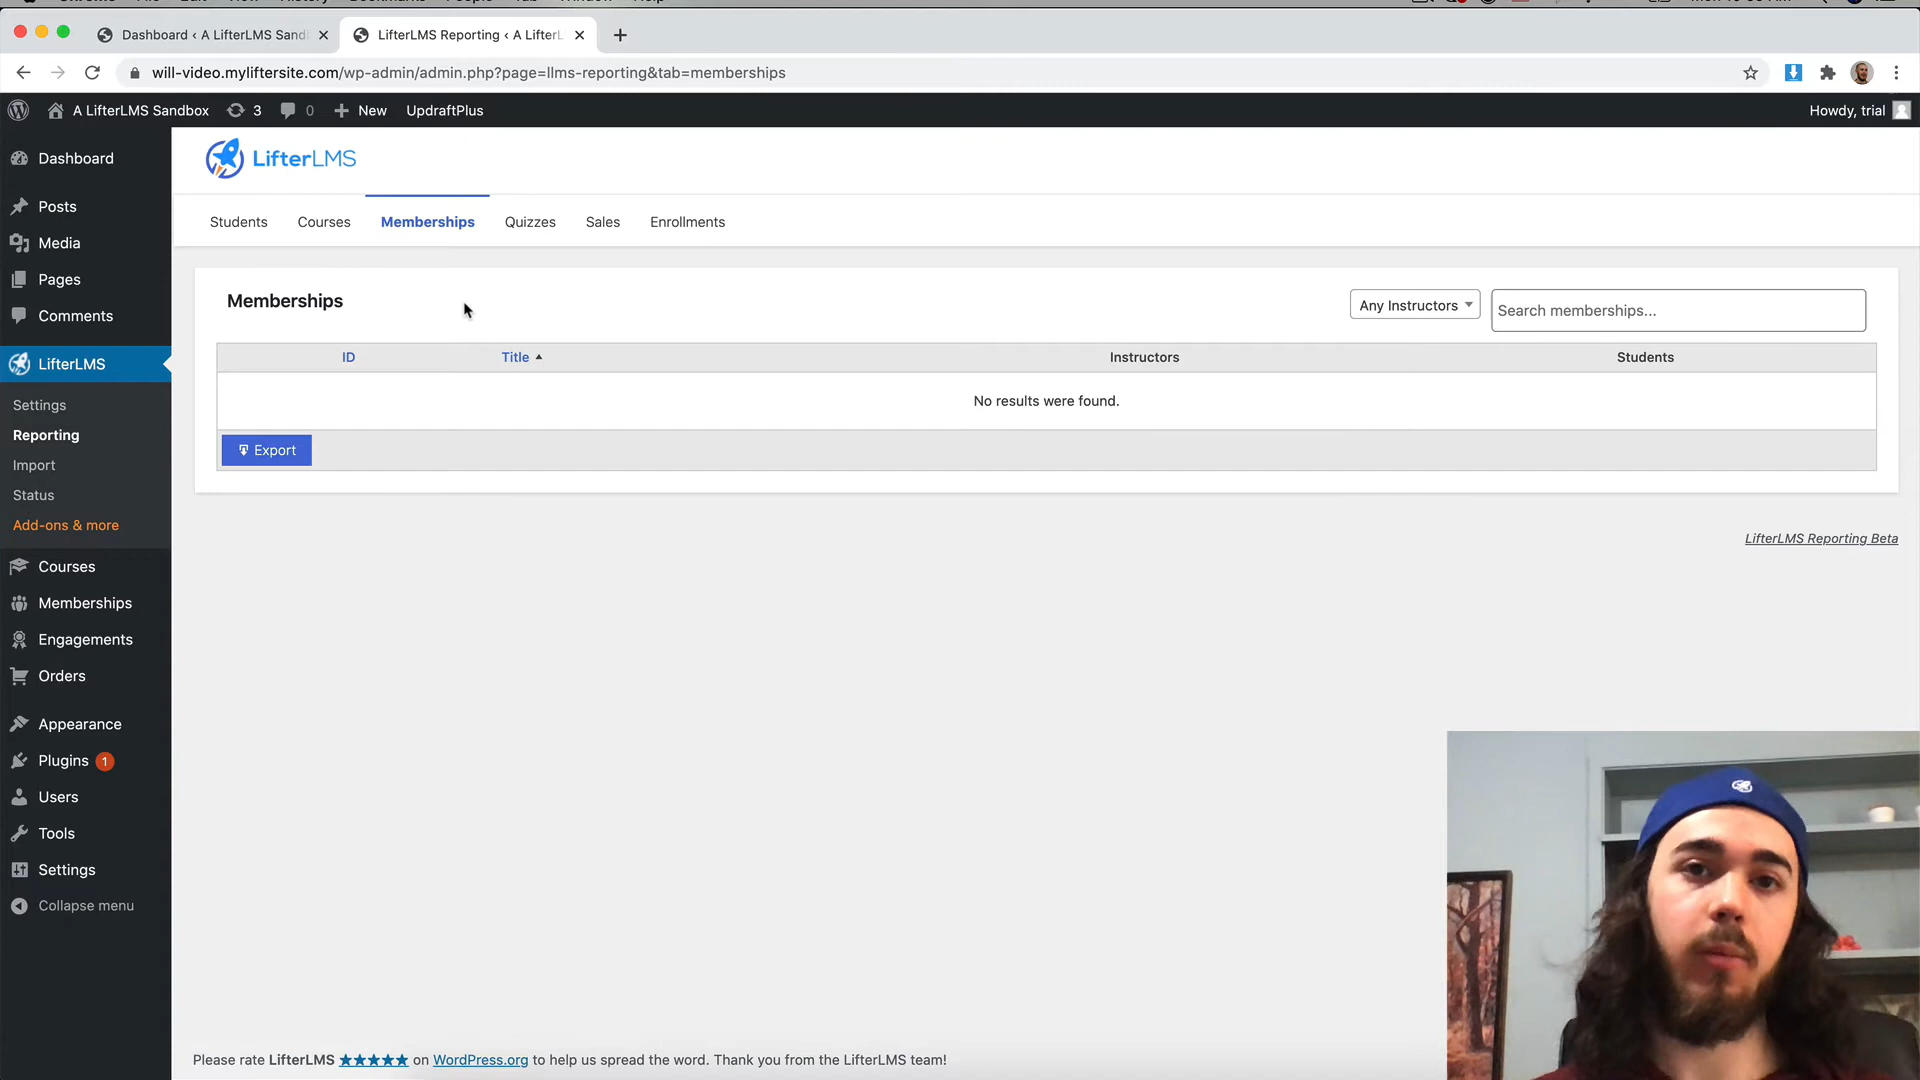 Dashboard ‹ A LifterLMS Sand
LifterLMS Reporting ‹ A Lifter
will-video.myliftersite.com/wp-admin/admin.php?page=llms-reporting&tab=memberships
A LifterLMS Sandbox 3 0 New UpdraftPlus Howdy, trial
LifterLMS
Students Courses Memberships Quizzes Sales Enrollments
Memberships
Any Instructors
Search memberships...
ID Title Instructors Students
No results were found.
Export
LifterLMS Reporting Beta
Dashboard
Posts
Media
Pages
Comments
LifterLMS
Settings
Reporting
Import
Status
Add-ons & more
Courses
Memberships
Engagements
Orders
Appearance
Plugins 1
Users
Tools
Settings
Collapse menu
Please rate LifterLMS ★★★★★ on WordPress.org to help us spread the word. Thank you from the LifterLMS team!